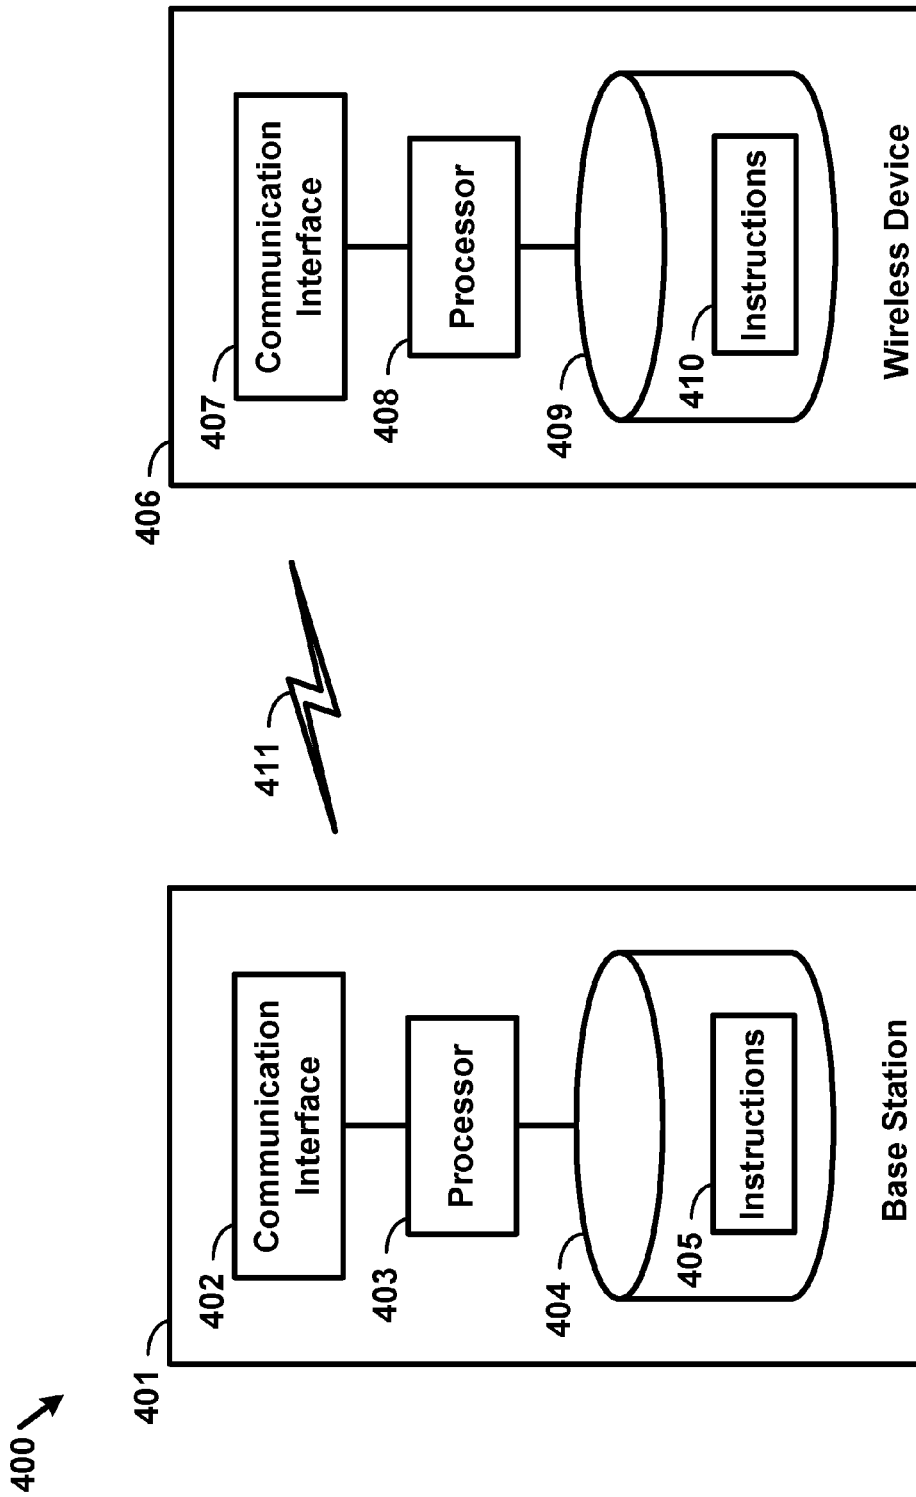 400
401
402
Communication
Interface
403
Processor
404
405
Instructions
Base Station
411
406
407
Communication
Interface
408
Processor
409
410
Instructions
Wireless Device